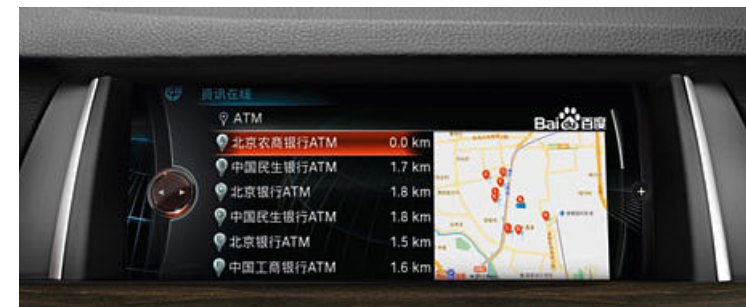 资讯在线
ATM
Bai 百度
北京农商银行ATM 0.0 km
中国民生银行ATM 1.7 km
北京银行ATM 1.8 km
中国民生银行ATM 1.8 km
北京银行ATM 1.5 km
中国工商银行ATM 1.6 km